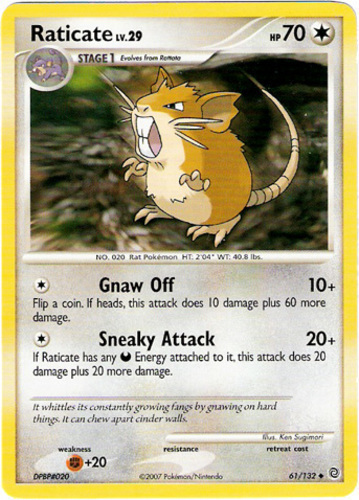 Raticate LV.29 HP 70
STAGE 1 Evolves from Rattata
NO. 020 Rat Pokémon HT: 2'04" WT: 40.8 lbs.
Gnaw Off 10+
Flip a coin. If heads, this attack does 10 damage plus 60 more
damage.
Sneaky Attack 20+
If Raticate has any Energy attached to it, this attack does 20
damage plus 20 more damage.
It whittles its constantly growing fangs by gnawing on hard
things. It can chew apart cinder walls.
Illus. Ken Sugimori
weakness resistance retreat cost
+20
DPBP#020 ©2007 Pokémon/Nintendo 61/132